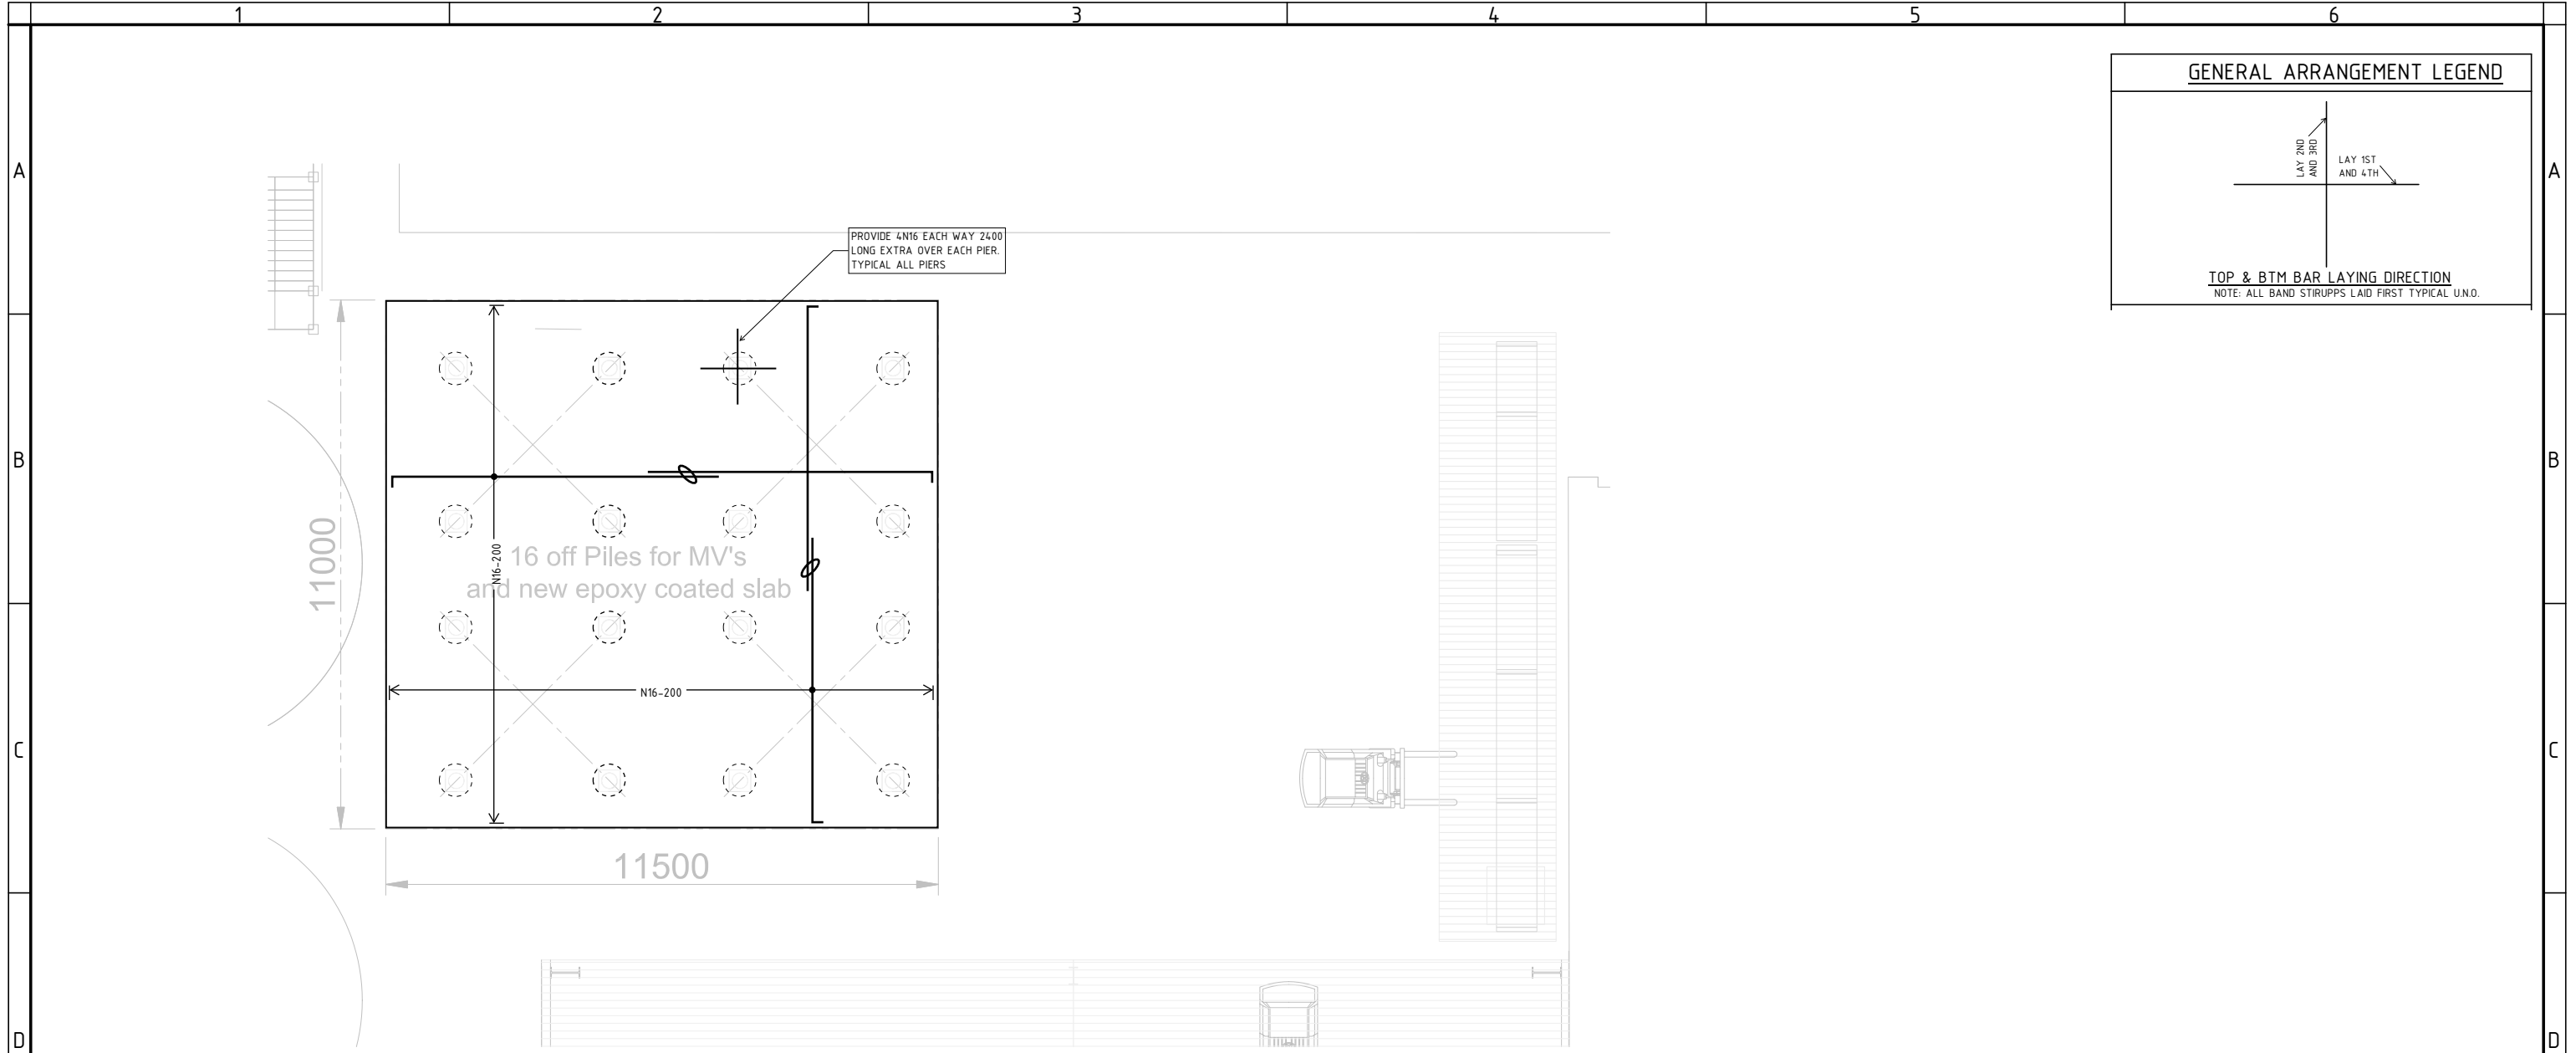 1 2 3 4 5 6
GENERAL ARRANGEMENT LEGEND
A A
LAY 2ND
AND 3RD
LAY 1ST
AND 4TH
PROVIDE 4N16 EACH WAY 2400
LONG EXTRA OVER EACH PIER.
TYPICAL ALL PIERS
TOP & BTM BAR LAYING DIRECTION
NOTE: ALL BAND STIRUPPS LAID FIRST TYPICAL U.N.O.
B B
11000
N16-200
16 off Piles for MV's
and new epoxy coated slab
N16-200
C C
11500
D D